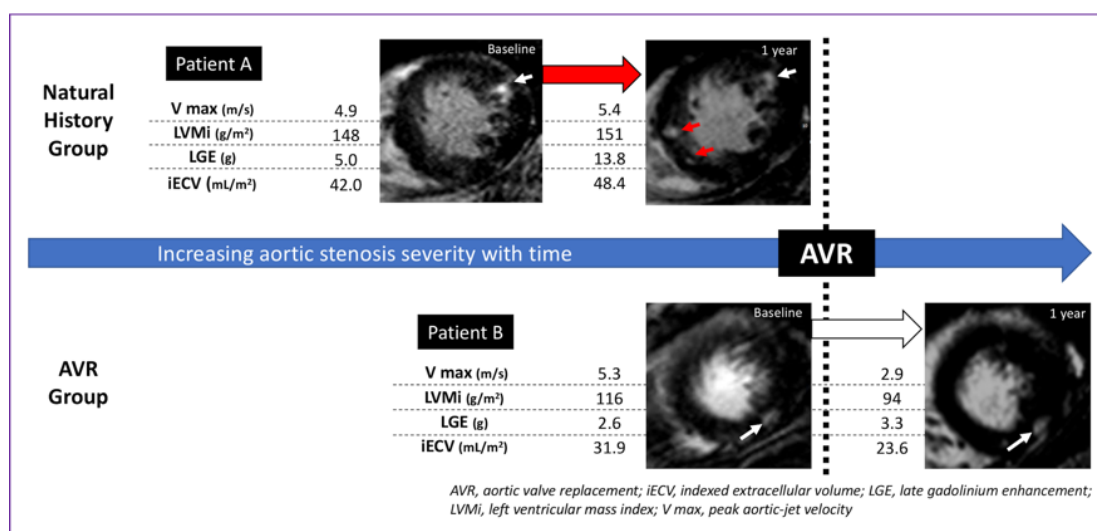 Baseline
1 year
Patient A
Natural
History
Group
V max (m/s) 4.9 5.4
LVMi (g/m²) 148 151
LGE (g) 5.0 13.8
iECV (mL/m²) 42.0 48.4
Increasing aortic stenosis severity with time
AVR
Baseline
1 year
Patient B
AVR
Group
V max (m/s) 5.3 2.9
LVMi (g/m²) 116 94
LGE (g) 2.6 3.3
iECV (mL/m²) 31.9 23.6
AVR, aortic valve replacement; iECV, indexed extracellular volume; LGE, late gadolinium enhancement;
LVMi, left ventricular mass index; V max, peak aortic-jet velocity